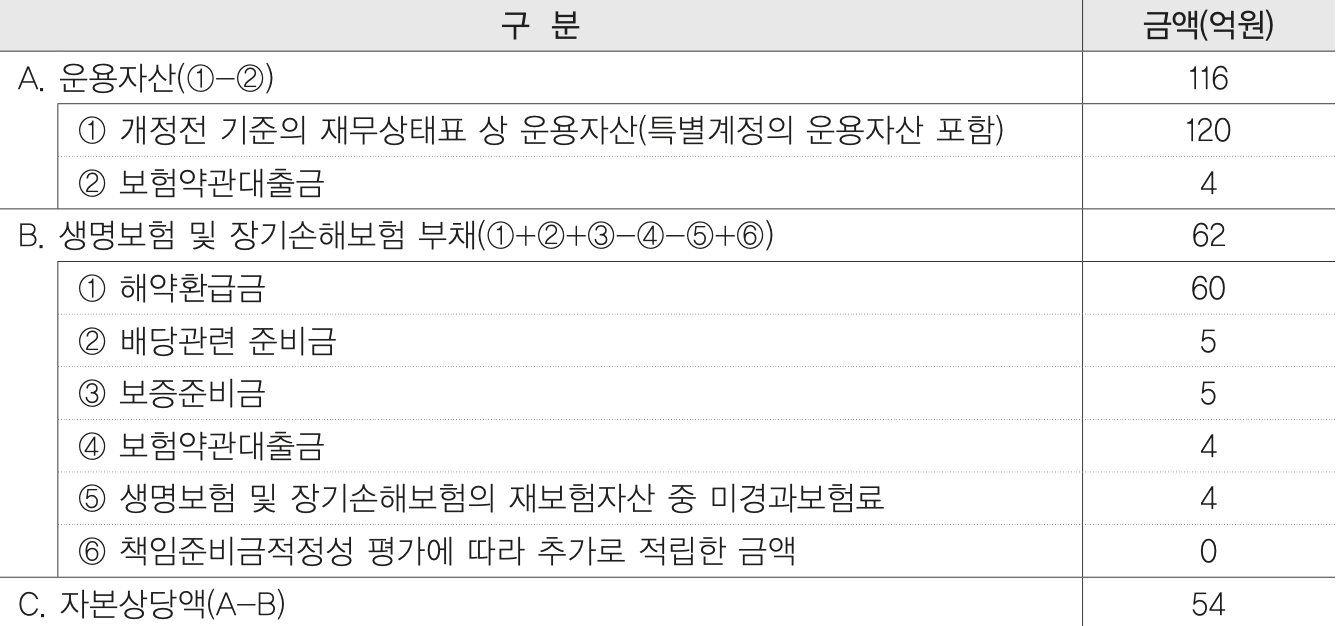 구 분 금액(억원)
A. 운용자산(①-②) 116
① 개정전 기준의 재무상태표 상 운용자산(특별계정의 운용자산 포함) 120
② 보험약관대출금 4
B. 생명보험 및 장기손해보험 부채(①+②+③-④-⑤+⑥) 62
① 해약환급금 60
② 배당관련 준비금 5
③ 보증준비금 5
④ 보험약관대출금 4
⑤ 생명보험 및 장기손해보험의 재보험자산 중 미경과보험료 4
⑥ 책임준비금적정성 평가에 따라 추가로 적립한 금액 0
C. 자본상당액(A-B) 54